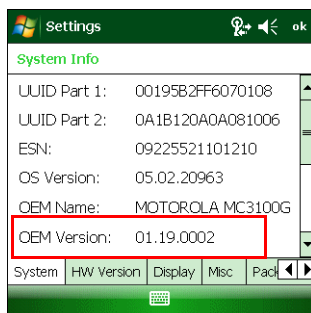 Settings
ok
System Info
UUID Part 1: 00195B2FF6070108
UUID Part 2: 0A1B120A0A081006
ESN: 09225521101210
OS Version: 05.02.20963
OEM Name: MOTOROLA MC3100G
OEM Version: 01.19.0002
System HW Version Display Misc Pack